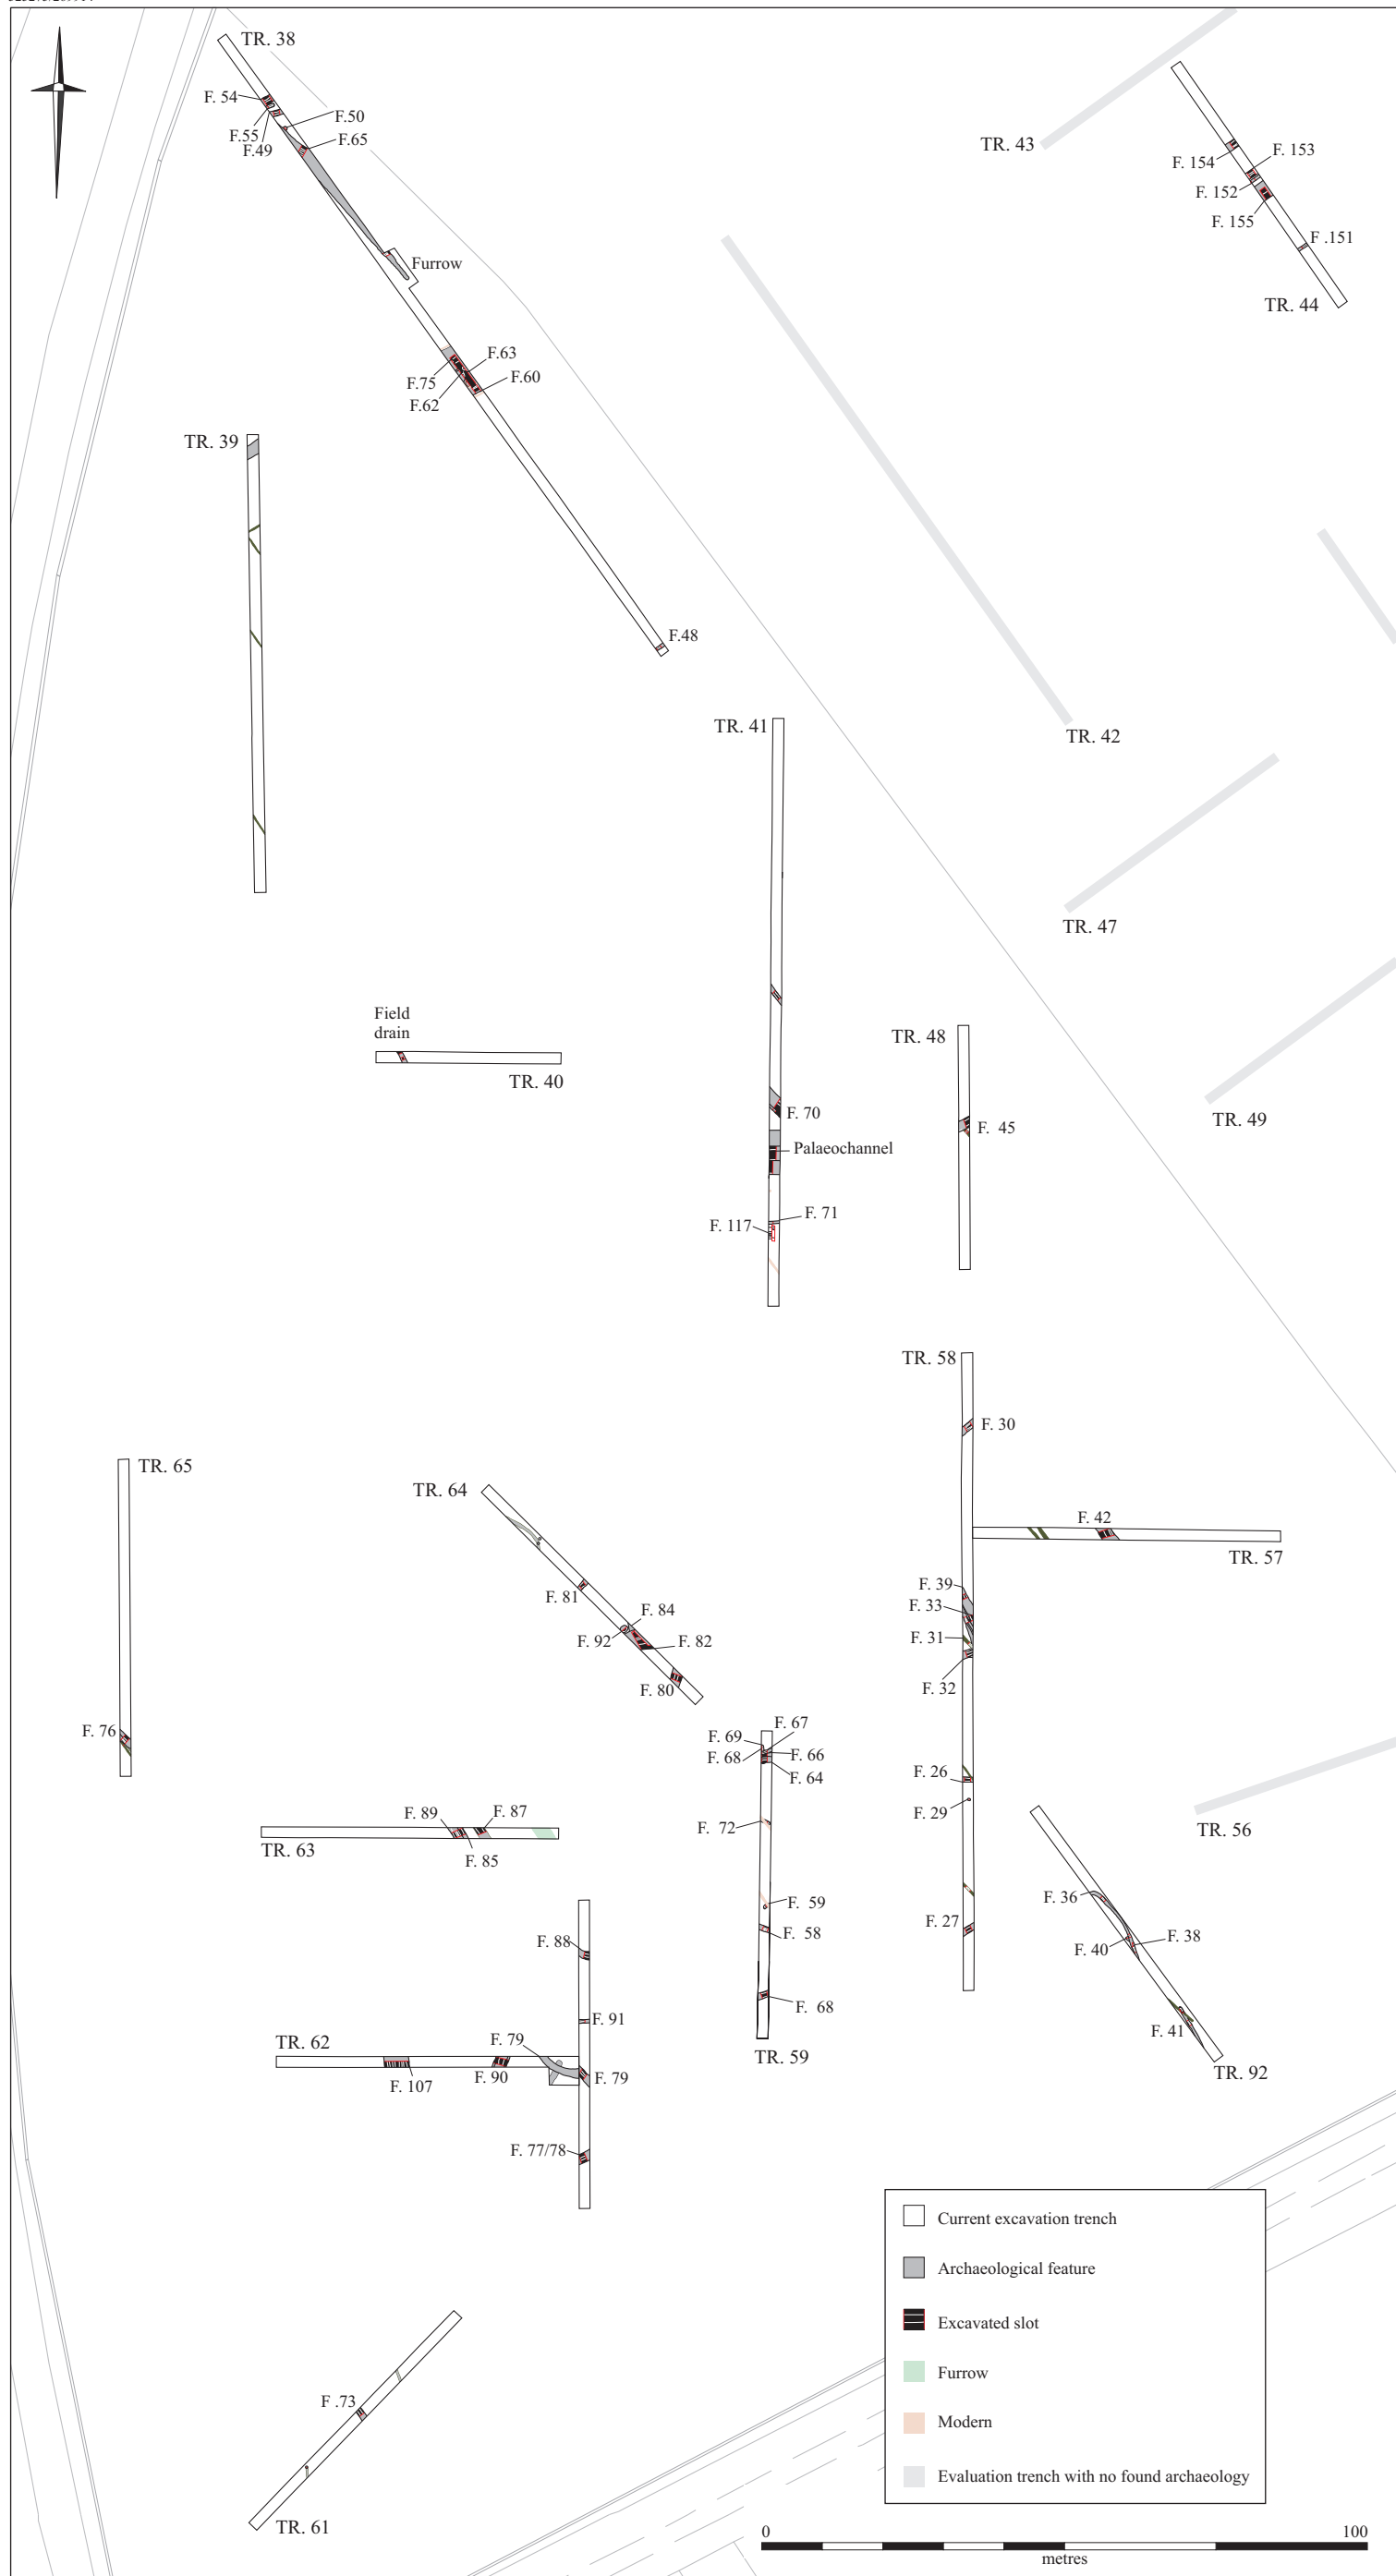 TR. 38
F. 54
F.50
F.55
F.49
F.65
Furrow
F.63
F.75
F.60
F.62
F.48
TR. 43
F. 154
F. 153
F. 152
F. 155
F .151
TR. 44
TR. 39
TR. 42
TR. 41
TR. 47
Field
drain
TR. 40
TR. 48
F. 70
F. 45
Palaeochannel
F. 71
F. 117
TR. 49
TR. 58
F. 30
F. 42
TR. 57
F. 39
F. 33
F. 31
F. 32
F. 26
F. 29
F. 27
TR. 65
F. 76
TR. 64
F. 81
F. 84
F. 92
F. 82
F. 80
F. 67
F. 69
F. 68
F. 66
F. 64
F. 72
F. 59
F. 58
F. 68
TR. 59
TR. 56
F. 36
F. 38
F. 40
F. 41
TR. 92
F. 89
F. 87
TR. 63
F. 85
F. 88
F. 91
TR. 62
F. 79
F. 107
F. 90
F. 79
F. 77/78
F .73
TR. 61
Current excavation trench
Archaeological feature
Excavated slot
Furrow
Modern
Evaluation trench with no found archaeology
0
100
metres